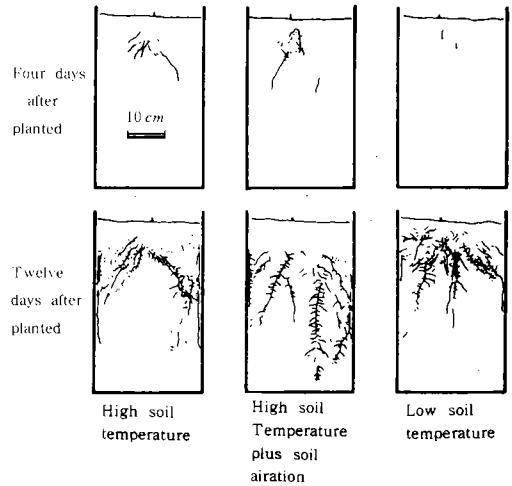 Four days
after
planted
10 cm
Twelve
days after
planted
High soil
temperature
High soil
Temperature
plus soil
airation
Low soil
temperature